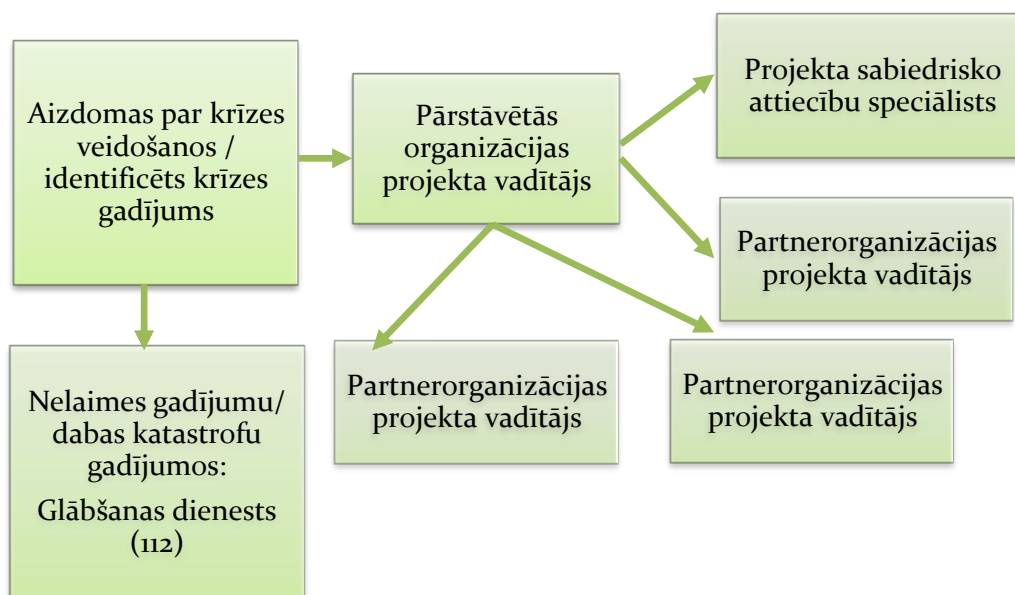 Aizdomas par krīzes
veidošanos /
identificēts krīzes
gadījums
Pārstāvētās
organizācijas
projekta vadītājs
Projekta sabiedrisko
attiecību speciālists
Partnerorganizācijas
projekta vadītājs
Partnerorganizācijas
projekta vadītājs
Partnerorganizācijas
projekta vadītājs
Nelaimes gadījumu/
dabas katastrofu
gadījumos:
Glābšanas dienests
(112)